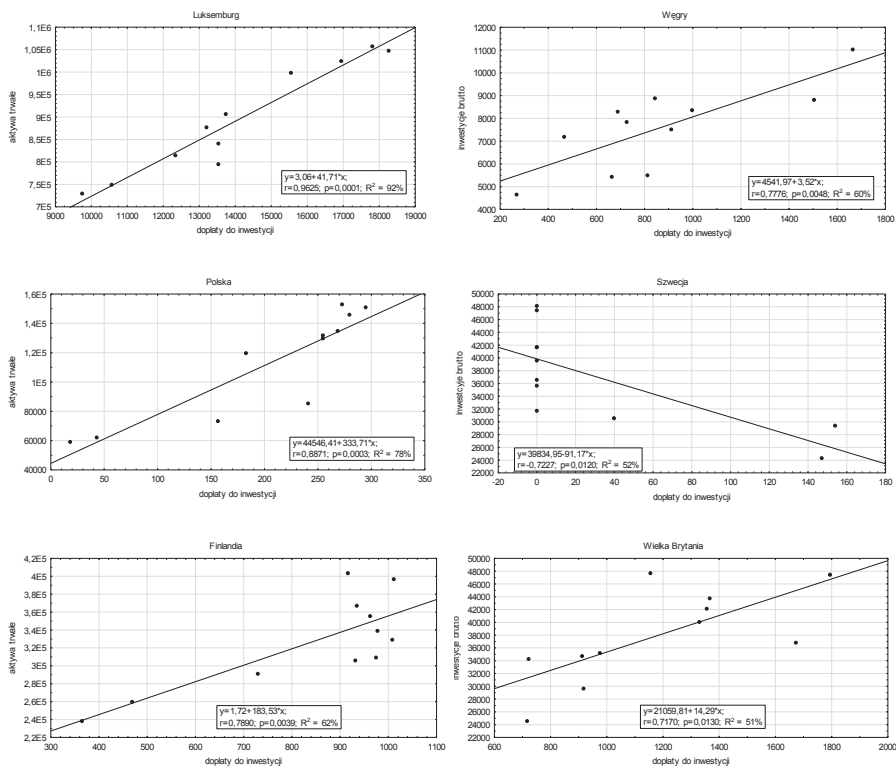 Luksemburg
aktywa trwałe
1,1E6
1,05E6
1E6
9,5E5
9E5
8,5E5
8E5
7,5E5
7E5
y=3,06+41,71*x;
r=0,9625; p=0,0001; R² = 92%
9000 10000 11000 12000 13000 14000 15000 16000 17000 18000 19000
dopłaty do inwestycji
Węgry
inwestycje brutto
12000
11000
10000
9000
8000
7000
6000
5000
4000
y=4541,97+3,52*x;
r=0,7776; p=0,0048; R² = 60%
200 400 600 800 1000 1200 1400 1600 1800
dopłaty do inwestycji
Polska
aktywa trwałe
1,6E5
1,4E5
1,2E5
1E5
80000
60000
40000
y=44546,41+333,71*x;
r=0,8871; p=0,0003; R² = 78%
0 50 100 150 200 250 300 350
dopłaty do inwestycji
Szwecja
inwestcyje brutto
50000
48000
46000
44000
42000
40000
38000
36000
34000
32000
30000
28000
26000
24000
22000
y=39834,95-91,17*x;
r=-0,7227; p=0,0120; R² = 52%
-20 0 20 40 60 80 100 120 140 160 180
dopłaty do inwestycji
Finlandia
aktywa trwałe
4,2E5
4E5
3,8E5
3,6E5
3,4E5
3,2E5
3E5
2,8E5
2,6E5
2,4E5
2,2E5
y=1,72+183,53*x;
r=0,7890; p=0,0039; R² = 62%
300 400 500 600 700 800 900 1000 1100
dopłaty do inwestycji
Wielka Brytania
inwestycje brutto
50000
48000
46000
44000
42000
40000
38000
36000
34000
32000
30000
28000
26000
24000
22000
y=21059,81+14,29*x;
r=0,7170; p=0,0130; R² = 51%
600 800 1000 1200 1400 1600 1800 2000
dopłaty do inwestycji